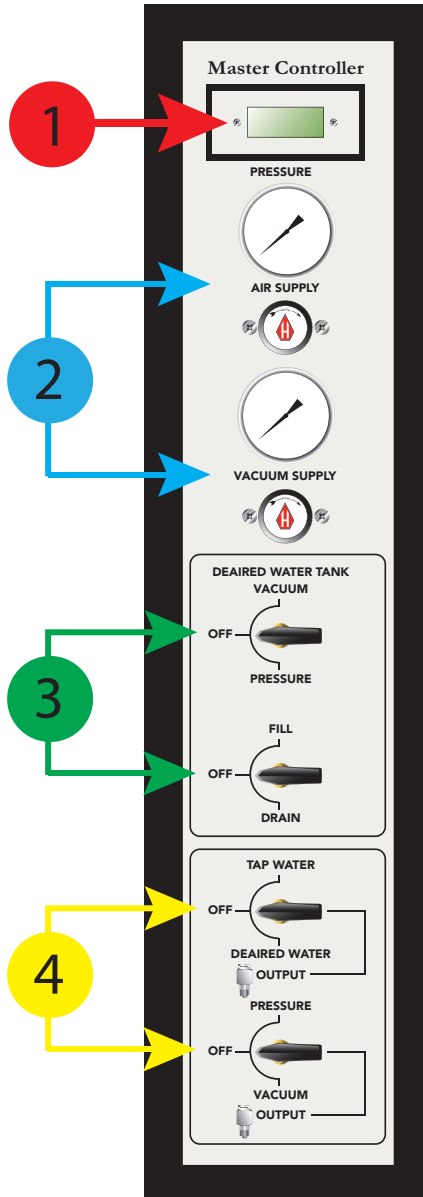 Master Controller
1
PRESSURE
AIR SUPPLY
H
2
VACUUM SUPPLY
H
DEAIRED WATER TANK
VACUUM
OFF
PRESSURE
3
FILL
OFF
DRAIN
TAP WATER
OFF
DEAIRED WATER
OUTPUT
4
PRESSURE
OFF
VACUUM
OUTPUT